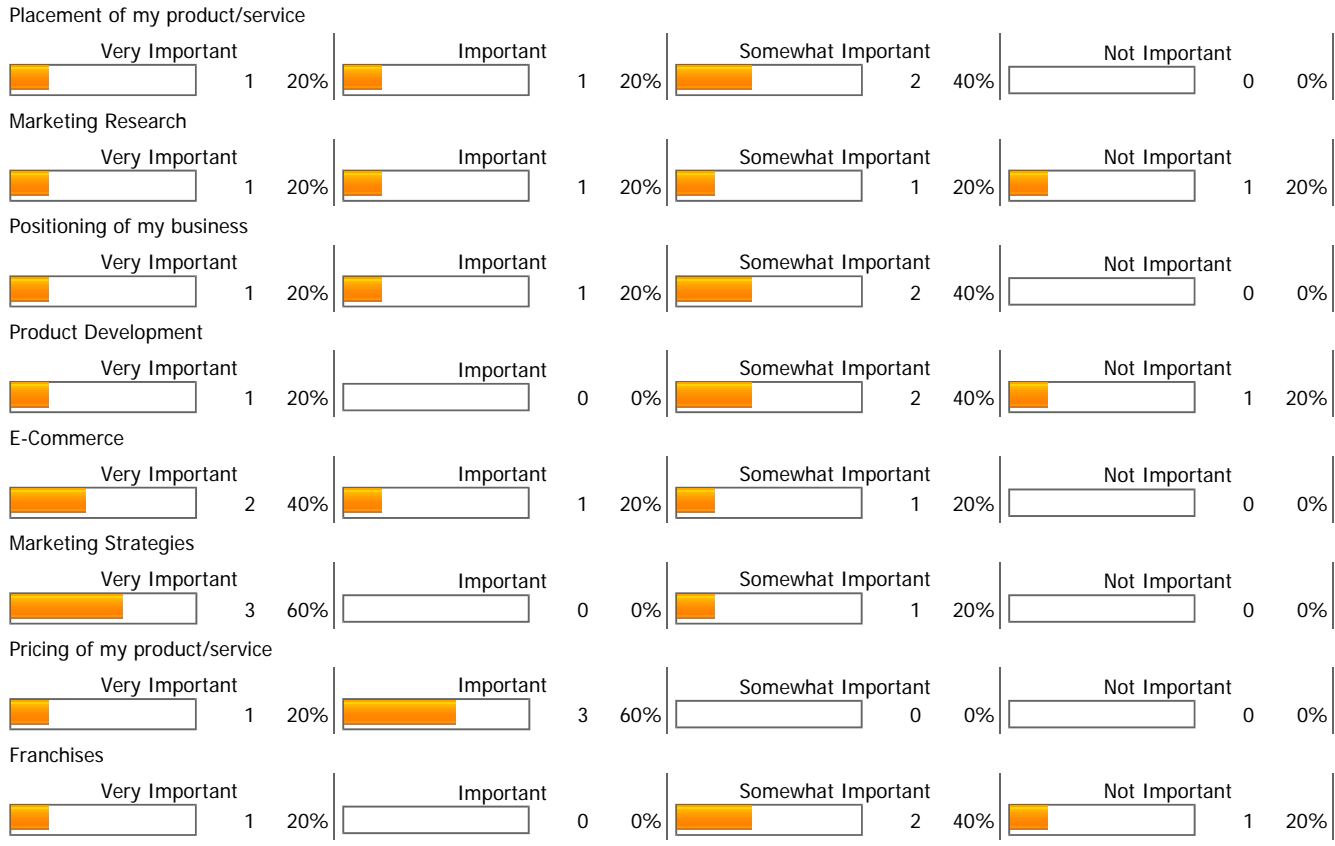 Placement of my product/service
Very Important Important Somewhat Important Not Important
1 20% 1 20% 2 40% 0 0%
Marketing Research
Very Important Important Somewhat Important Not Important
1 20% 1 20% 1 20% 1 20%
Positioning of my business
Very Important Important Somewhat Important Not Important
1 20% 1 20% 2 40% 0 0%
Product Development
Very Important Important Somewhat Important Not Important
1 20% 0 0% 2 40% 1 20%
E-Commerce
Very Important Important Somewhat Important Not Important
2 40% 1 20% 1 20% 0 0%
Marketing Strategies
Very Important Important Somewhat Important Not Important
3 60% 0 0% 1 20% 0 0%
Pricing of my product/service
Very Important Important Somewhat Important Not Important
1 20% 3 60% 0 0% 0 0%
Franchises
Very Important Important Somewhat Important Not Important
1 20% 0 0% 2 40% 1 20%